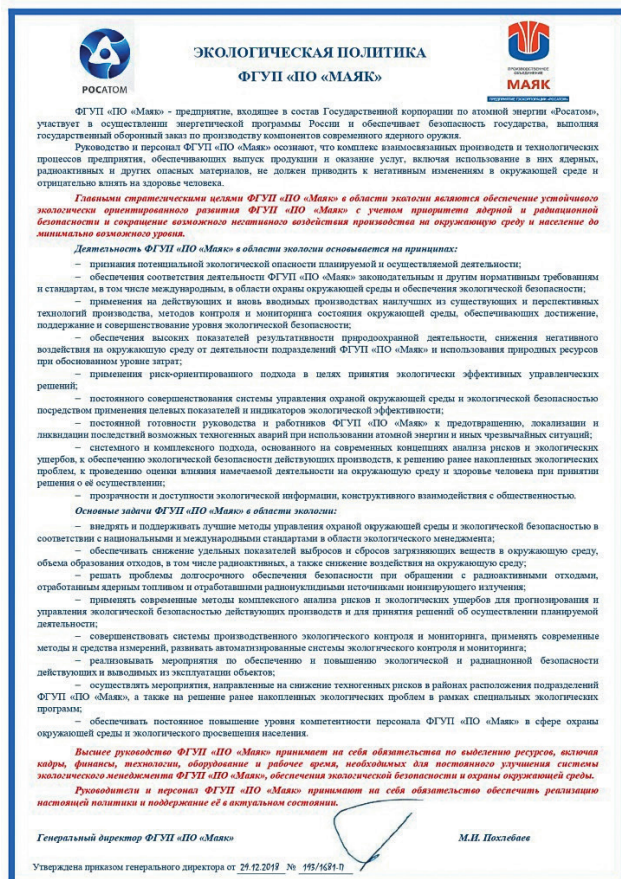 РОСАТОМ
ЭКОЛОГИЧЕСКАЯ ПОЛИТИКА
ФГУП «ПО «МАЯК»
ПРОИЗВОДСТВЕННОЕ
ОБЪЕДИНЕНИЕ
МАЯК
ПРЕДПРИЯТИЕ ГОСКОРПОРАЦИИ «РОСАТОМ»
ФГУП «ПО «Маяк» - предприятие, входящее в состав Государственной корпорации по атомной энергии «Росатом»,
участвует в осуществлении энергетической программы России и обеспечивает безопасность государства, выполняя
государственный оборонный заказ по производству компонентов современного ядерного оружия.
Руководство и персонал ФГУП «ПО «Маяк» осознают, что комплекс взаимосвязанных производств и технологических
процессов предприятия, обеспечивающих выпуск продукции и оказание услуг, включая использование в них ядерных,
радиоактивных и других опасных материалов, не должен приводить к негативным изменениям в окружающей среде и
отрицательно влиять на здоровье человека.
Главными стратегическими целями ФГУП «ПО «Маяк» в области экологии являются обеспечение устойчивого
экологически ориентированного развития ФГУП «ПО «Маяк» с учетом приоритета ядерной и радиационной
безопасности и сокращение возможного негативного воздействия производства на окружающую среду и население до
минимально возможного уровня.
Деятельность ФГУП «ПО «Маяк» в области экологии основывается на принципах:
– признания потенциальной экологической опасности планируемой и осуществляемой деятельности;
– обеспечения соответствия деятельности ФГУП «ПО «Маяк» законодательным и другим нормативным требованиям
и стандартам, в том числе международным, в области охраны окружающей среды и обеспечения экологической безопасности;
– применения на действующих и вновь вводимых производствах наилучших из существующих и перспективных
технологий производства, методов контроля и мониторинга состояния окружающей среды, обеспечивающих достижение,
поддержание и совершенствование уровня экологической безопасности;
– обеспечения высоких показателей результативности природоохранной деятельности, снижения негативного
воздействия на окружающую среду от деятельности подразделений ФГУП «ПО «Маяк» и использования природных ресурсов
при обоснованном уровне затрат;
– применения риск-ориентированного подхода в целях принятия экологически эффективных управленческих
решений;
– постоянного совершенствования системы управления охраной окружающей среды и экологической безопасностью
посредством применения целевых показателей и индикаторов экологической эффективности;
– постоянной готовности руководства и работников ФГУП «ПО «Маяк» к предотвращению, локализации и
ликвидации последствий возможных техногенных аварий при использовании атомной энергии и иных чрезвычайных ситуаций;
– системного и комплексного подхода, основанного на современных концепциях анализа рисков и экологических
ущербов, к обеспечению экологической безопасности действующих производств, к решению ранее накопленных экологических
проблем, к проведению оценки влияния намечаемой деятельности на окружающую среду и здоровье человека при принятии
решения о её осуществлении;
– прозрачности и доступности экологической информации, конструктивного взаимодействия с общественностью.
Основные задачи ФГУП «ПО «Маяк» в области экологии:
– внедрять и поддерживать лучшие методы управления охраной окружающей среды и экологической безопасностью в
соответствии с национальными и международными стандартами в области экологического менеджмента;
– обеспечивать снижение удельных показателей выбросов и сбросов загрязняющих веществ в окружающую среду,
объема образования отходов, в том числе радиоактивных, а также снижение воздействия на окружающую среду;
– решать проблемы долгосрочного обеспечения безопасности при обращении с радиоактивными отходами,
отработанным ядерным топливом и отработавшими радионуклидными источниками ионизирующего излучения;
– применять современные методы комплексного анализа рисков и экологических ущербов для прогнозирования и
управления экологической безопасностью действующих производств и для принятия решений об осуществлении планируемой
деятельности;
– совершенствовать системы производственного экологического контроля и мониторинга, применять современные
методы и средства измерений, развивать автоматизированные системы экологического контроля и мониторинга;
– реализовывать мероприятия по обеспечению и повышению экологической и радиационной безопасности
действующих и выводимых из эксплуатации объектов;
– осуществлять мероприятия, направленные на снижение техногенных рисков в районах расположения подразделений
ФГУП «ПО «Маяк», а также на решение ранее накопленных экологических проблем в рамках специальных экологических
программ;
– обеспечивать постоянное повышение уровня компетентности персонала ФГУП «ПО «Маяк» в сфере охраны
окружающей среды и экологического просвещения населения.
Высшее руководство ФГУП «ПО «Маяк» принимает на себя обязательства по выделению ресурсов, включая
кадры, финансы, технологии, оборудование и рабочее время, необходимых для постоянного улучшения системы
экологического менеджмента ФГУП «ПО «Маяк», обеспечения экологической безопасности и охраны окружающей среды.
Руководители и персонал ФГУП «ПО «Маяк» принимают на себя обязательство обеспечить реализацию
настоящей политики и поддержание её в актуальном состоянии.
Генеральный директор ФГУП «ПО «Маяк» М.И. Похлебаев
Утверждена приказом генерального директора от 29.12.2018 № 193/1681-П